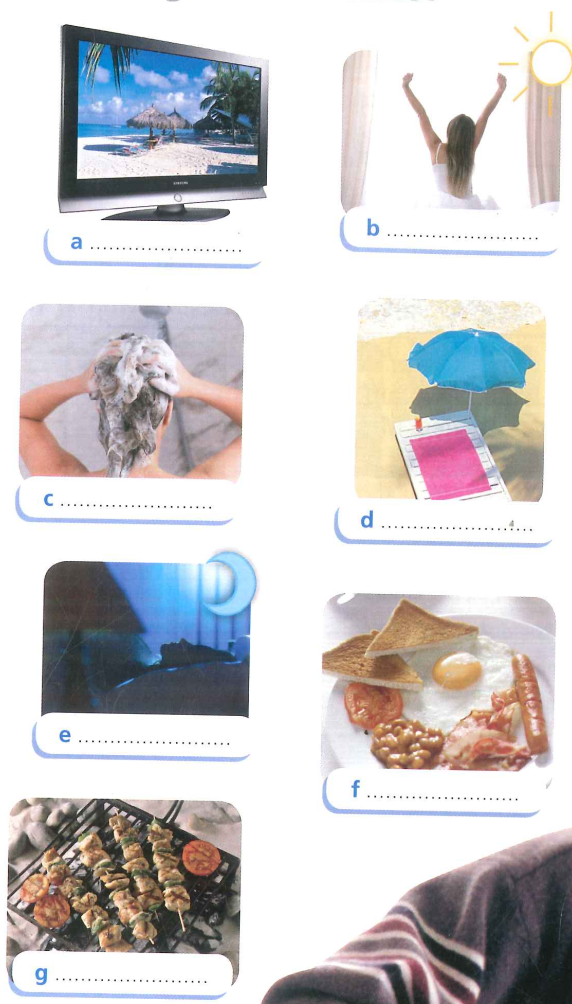 SAMSUNG
a ........................
b ........................
c ........................
d ........................
e ........................
f ........................
g ........................